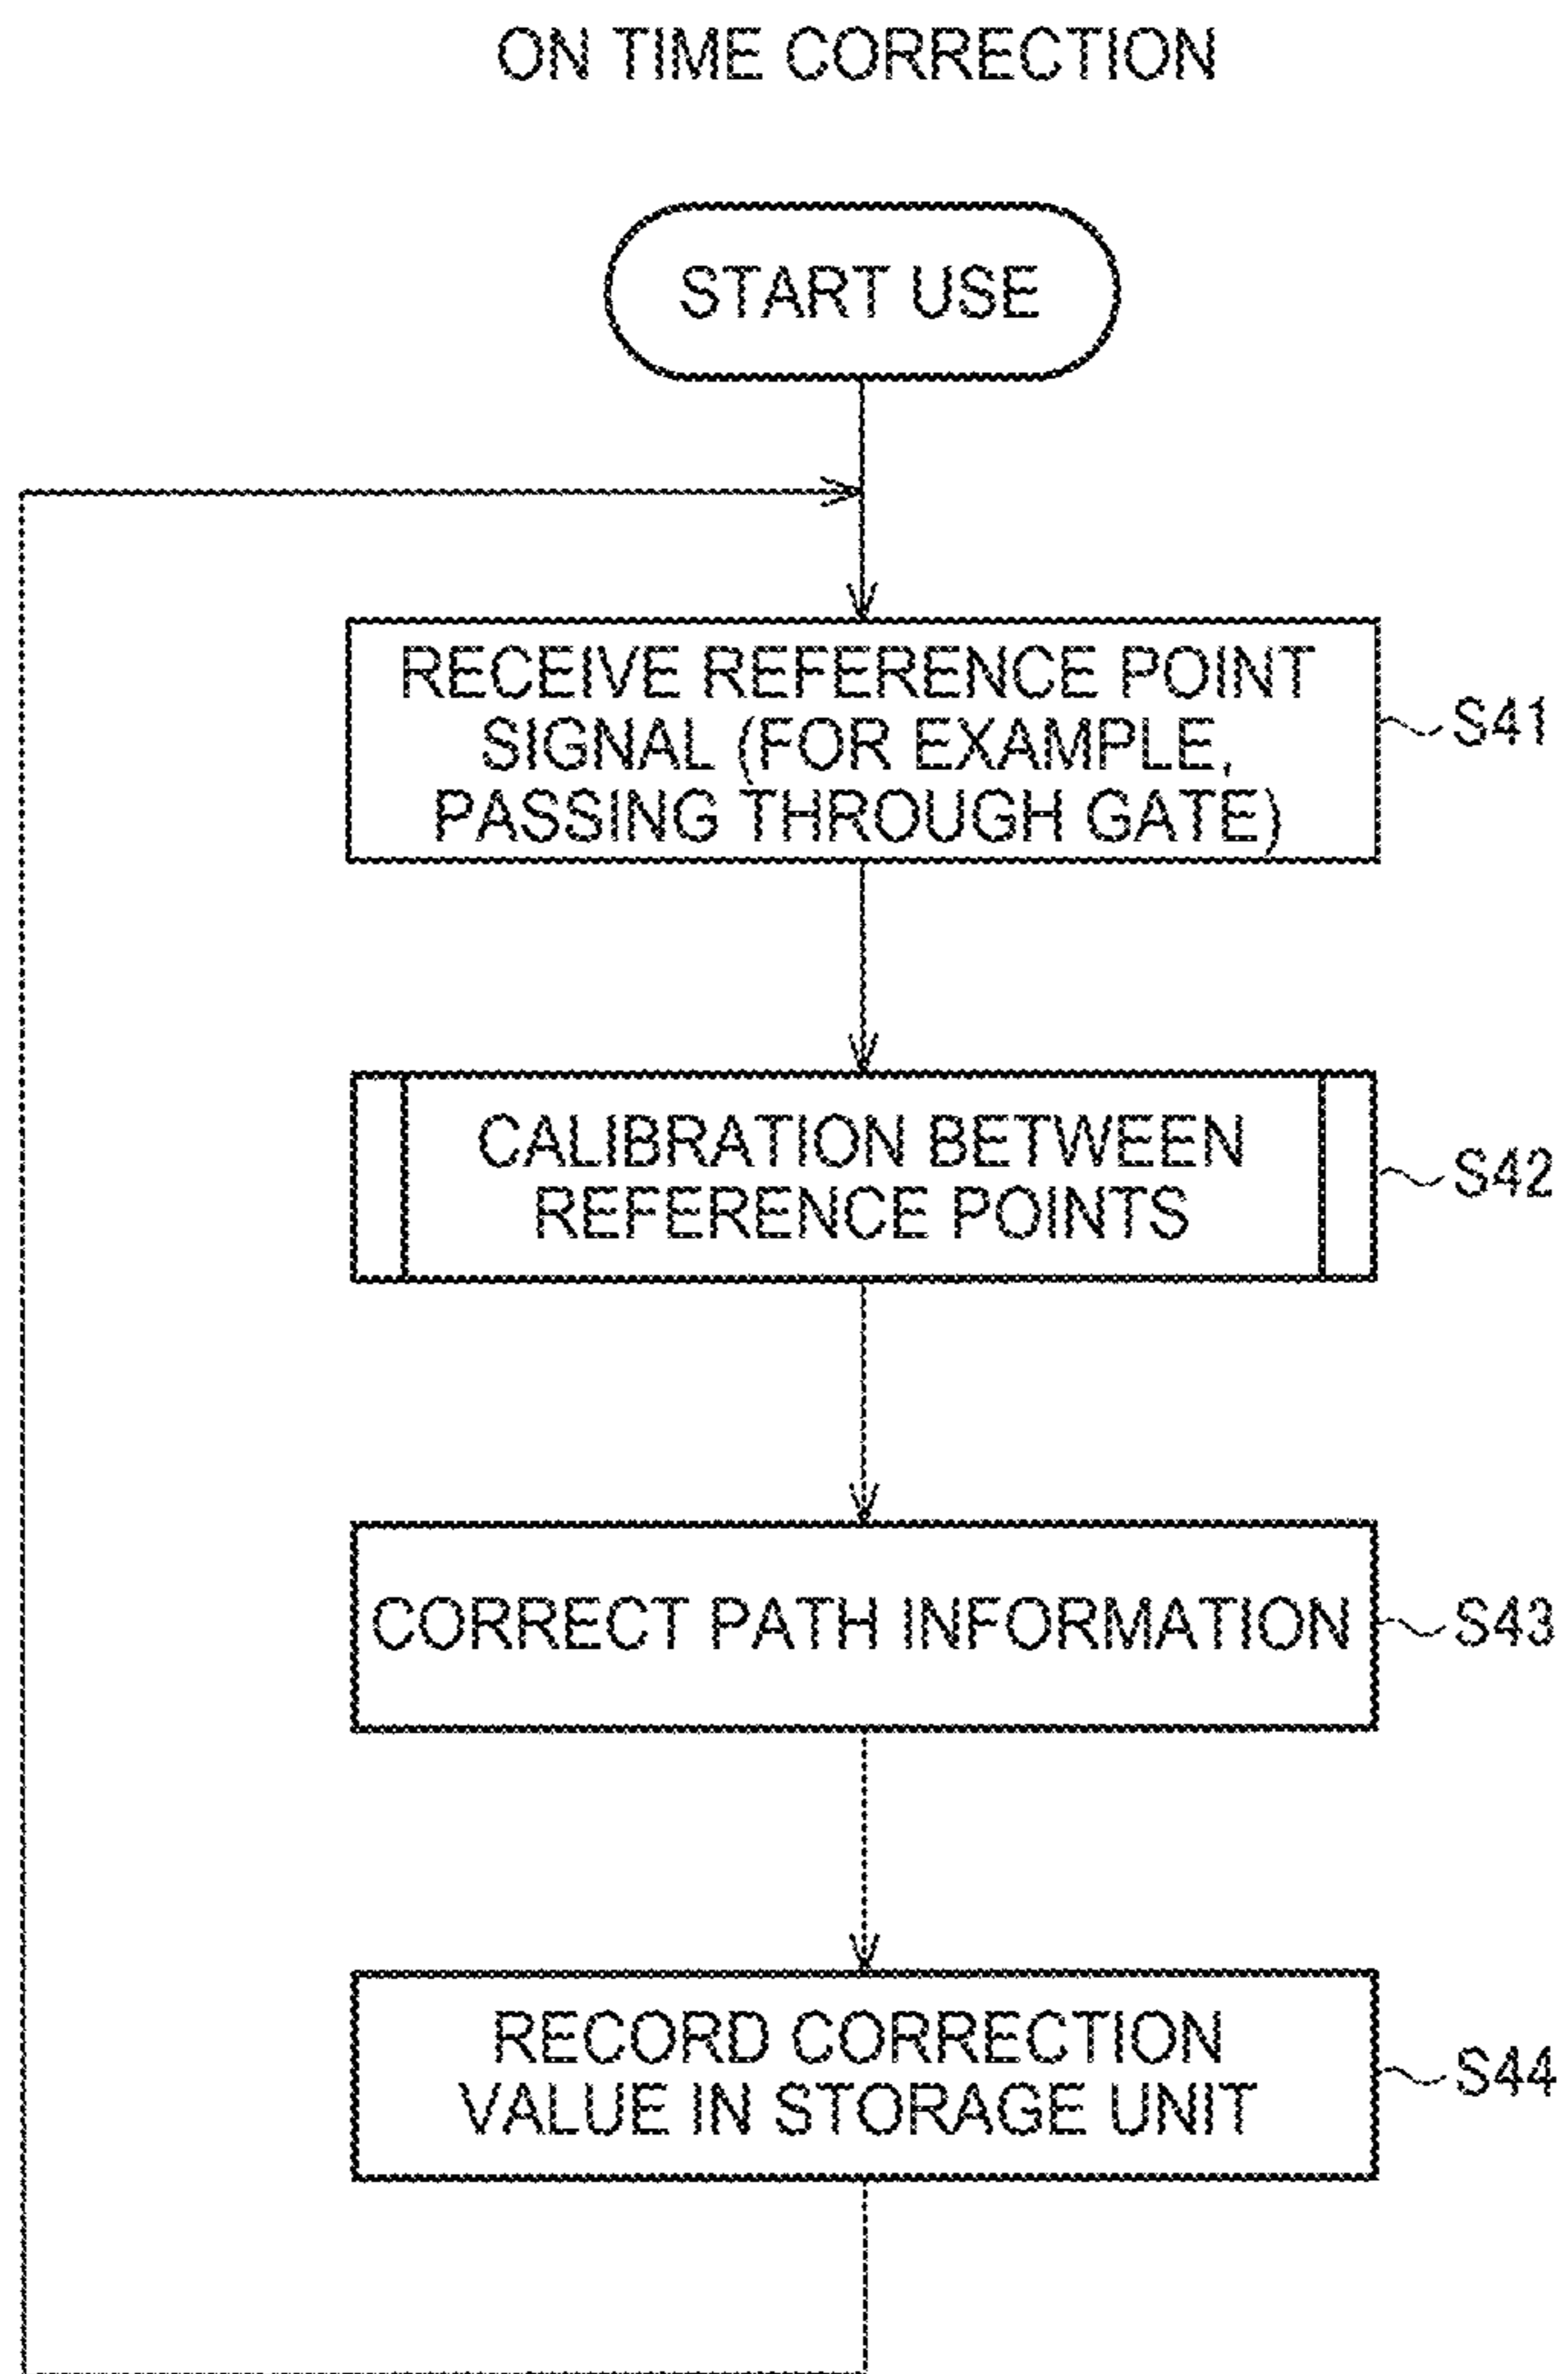 ON TIME CORRECTION
START USE
RECEIVE REFERENCE POINT
SIGNAL (FOR EXAMPLE,
PASSING THROUGH GATE)
S41
CALIBRATION BETWEEN
REFERENCE POINTS
S42
CORRECT PATH INFORMATION
S43
RECORD CORRECTION
VALUE IN STORAGE UNIT
S44